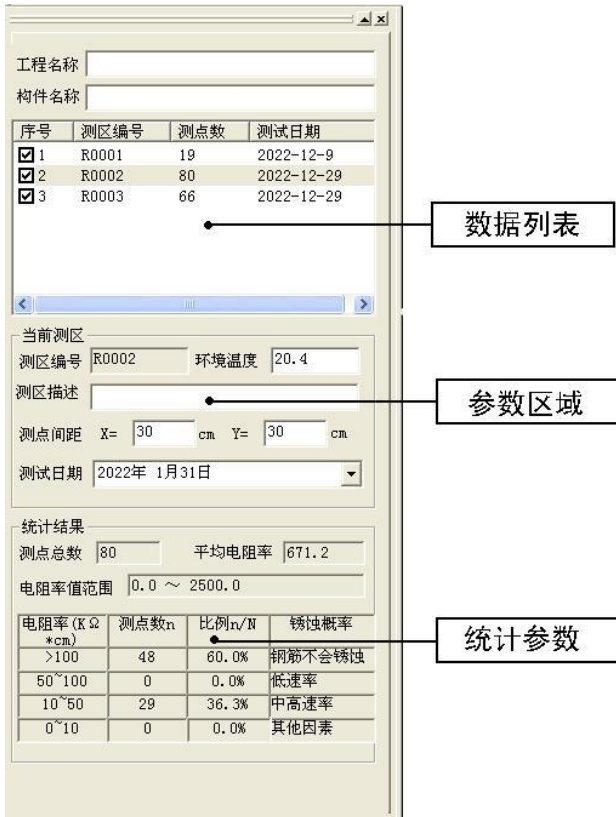 工程名称
构件名称
序号 测区编号 测点数 测试日期
1 R0001 19 2022-12-9
2 R0002 80 2022-12-29
3 R0003 66 2022-12-29
数据列表
当前测区
测区编号 R0002 环境温度 20.4
测区描述
参数区域
测点间距 X= 30 cm Y= 30 cm
测试日期 2022年 1月31日
统计结果
测点总数 80 平均电阻率 671.2
电阻率值范围 0.0 ～ 2500.0
电阻率(KΩ 测点数n 比例n/N 锈蚀概率
*cm)
统计参数
>100 48 60.0% 钢筋不会锈蚀
50~100 0 0.0% 低速率
10~50 29 36.3% 中高速率
0~10 0 0.0% 其他因素